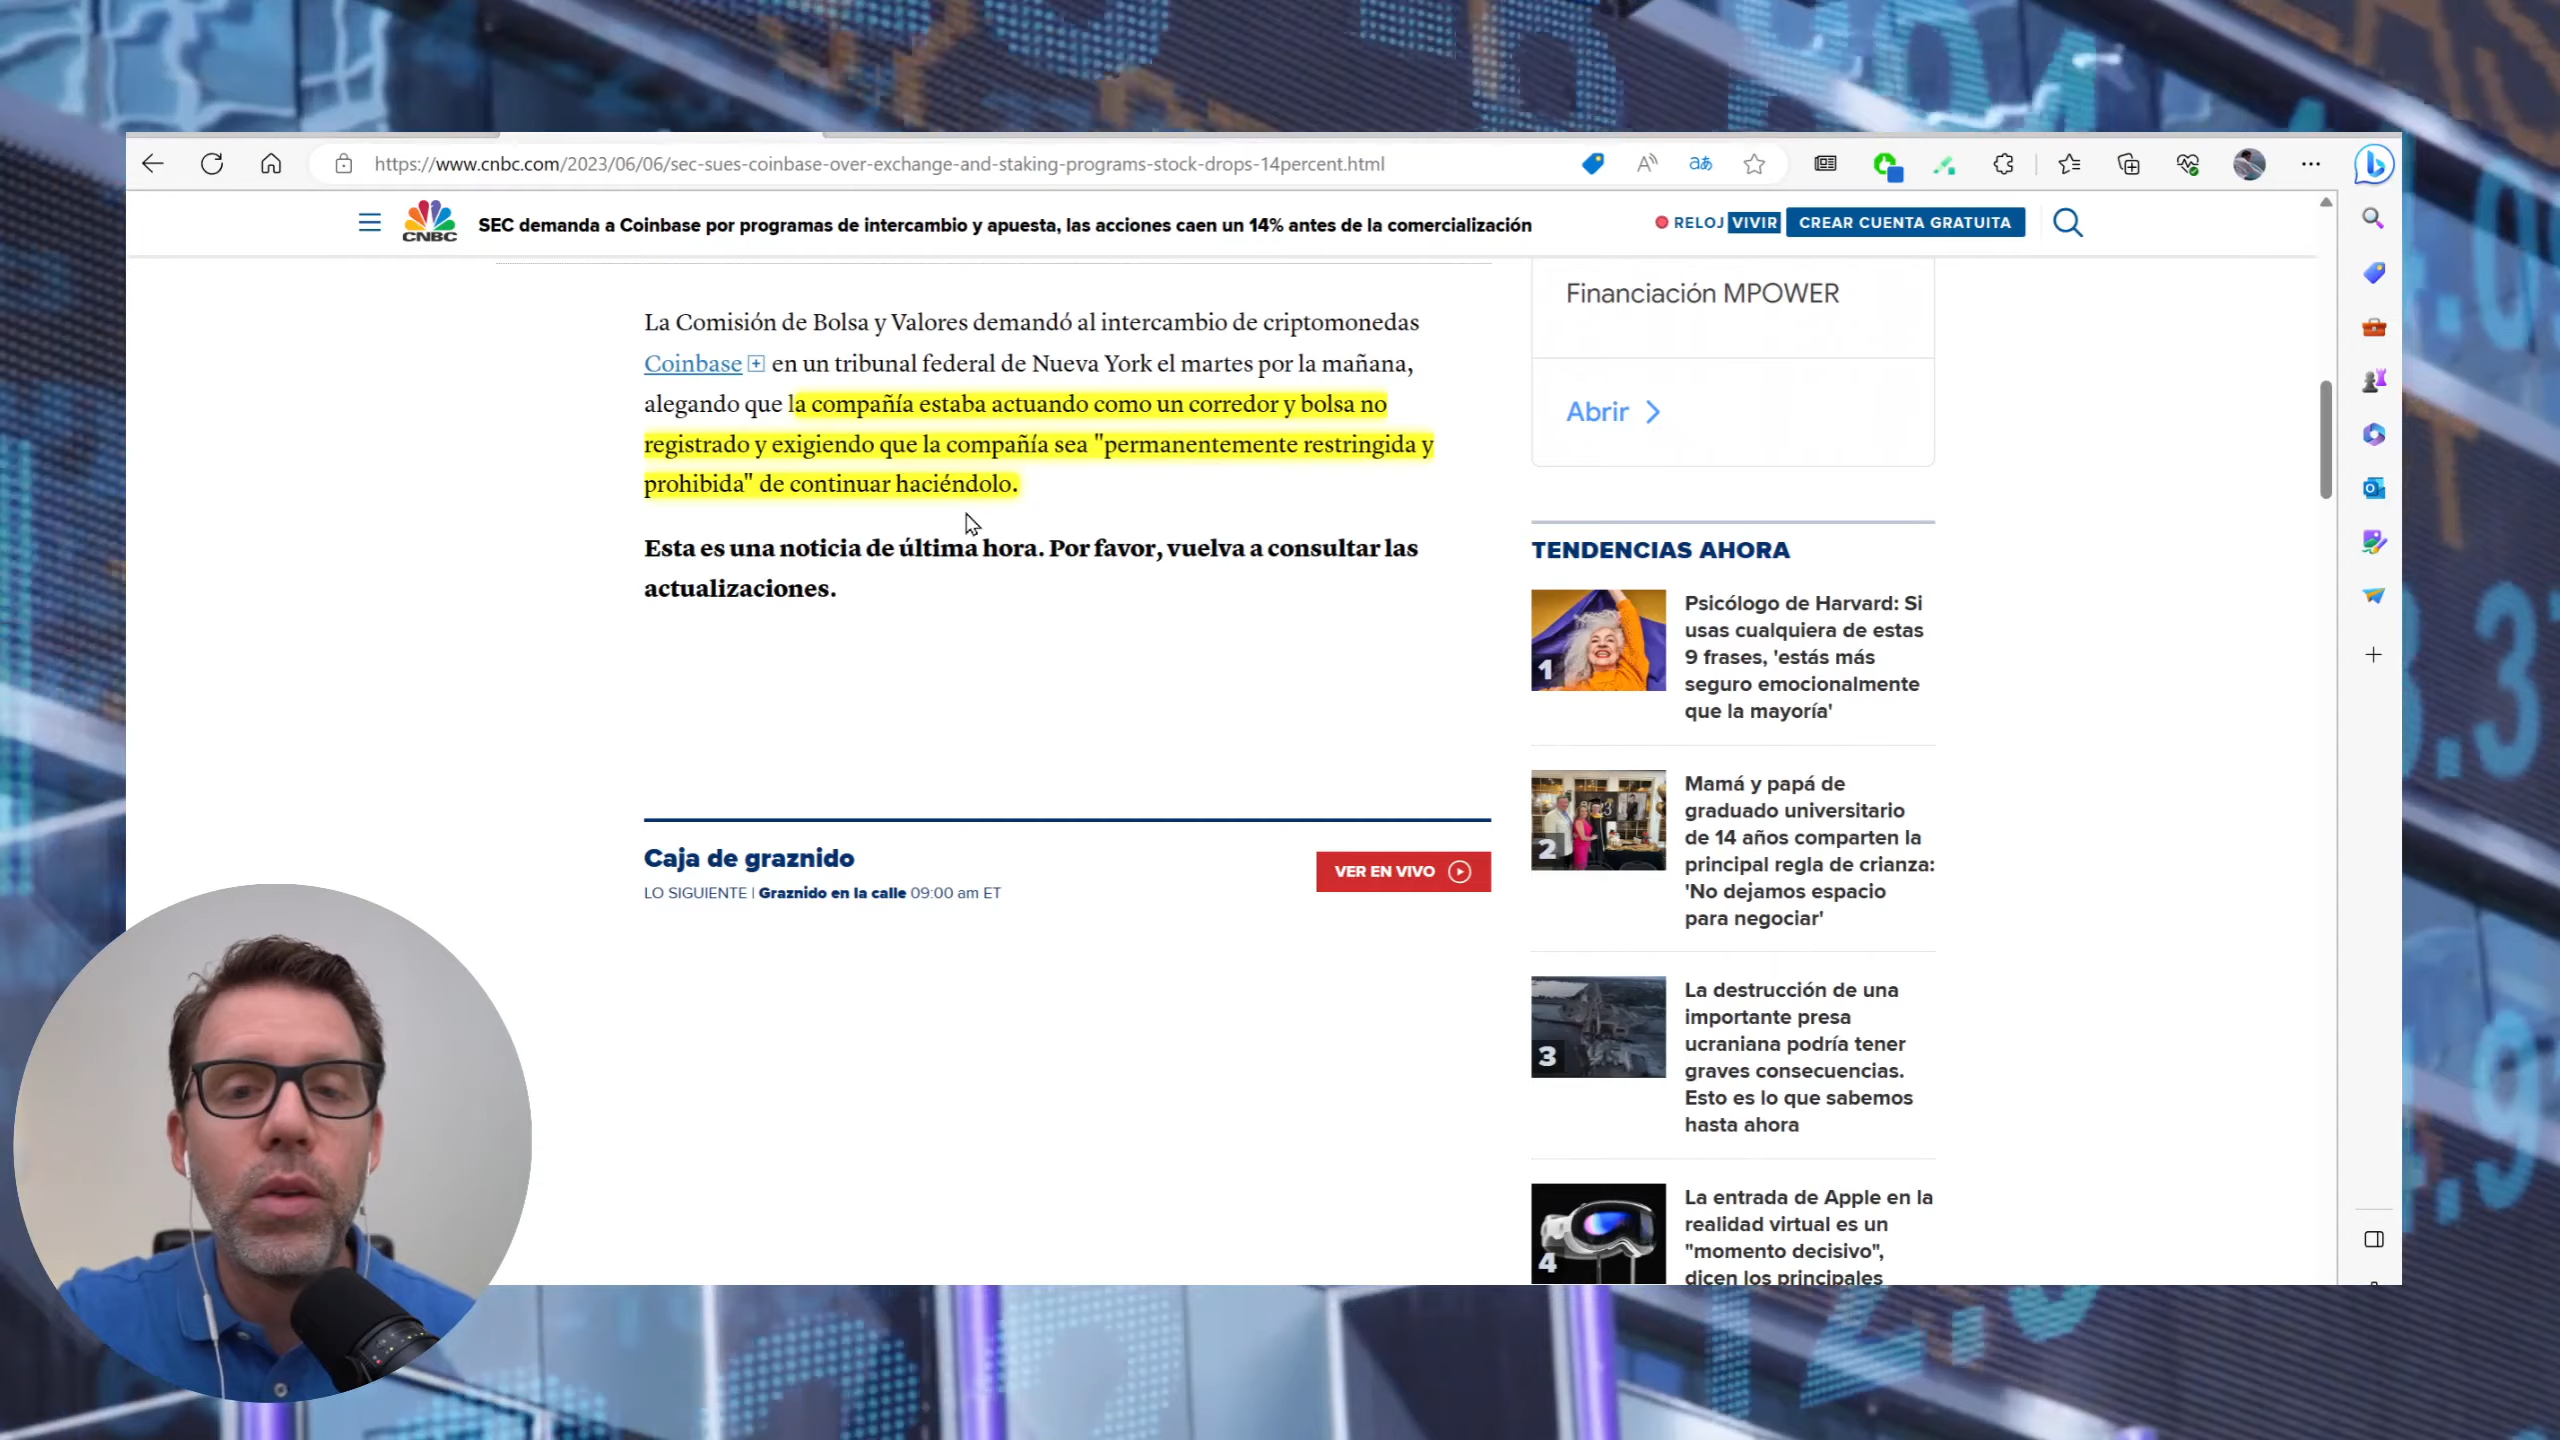 https://www.cnbc.com/2023/06/06/sec-sues-coinbase-over-exchange-and-staking-programs-stock-drops-14percent.html
CNBC
SEC demanda a Coinbase por programas de intercambio y apuesta, las acciones caen un 14% antes de la comercialización
RELOJ VIVIR
CREAR CUENTA GRATUITA
La Comisión de Bolsa y Valores demandó al intercambio de criptomonedas
Coinbase en un tribunal federal de Nueva York el martes por la mañana,
alegando que la compañía estaba actuando como un corredor y bolsa no
registrado y exigiendo que la compañía sea "permanentemente restringida y
prohibida" de continuar haciéndolo.
Esta es una noticia de última hora. Por favor, vuelva a consultar las
actualizaciones.
Caja de graznido
LO SIGUIENTE | Graznido en la calle 09:00 am ET
VER EN VIVO
Financiación MPOWER
Abrir
TENDENCIAS AHORA
1
Psicólogo de Harvard: Si
usas cualquiera de estas
9 frases, 'estás más
seguro emocionalmente
que la mayoría'
2
Mamá y papá de
graduado universitario
de 14 años comparten la
principal regla de crianza:
'No dejamos espacio
para negociar'
3
La destrucción de una
importante presa
ucraniana podría tener
graves consecuencias.
Esto es lo que sabemos
hasta ahora
4
La entrada de Apple en la
realidad virtual es un
"momento decisivo",
dicen los principales